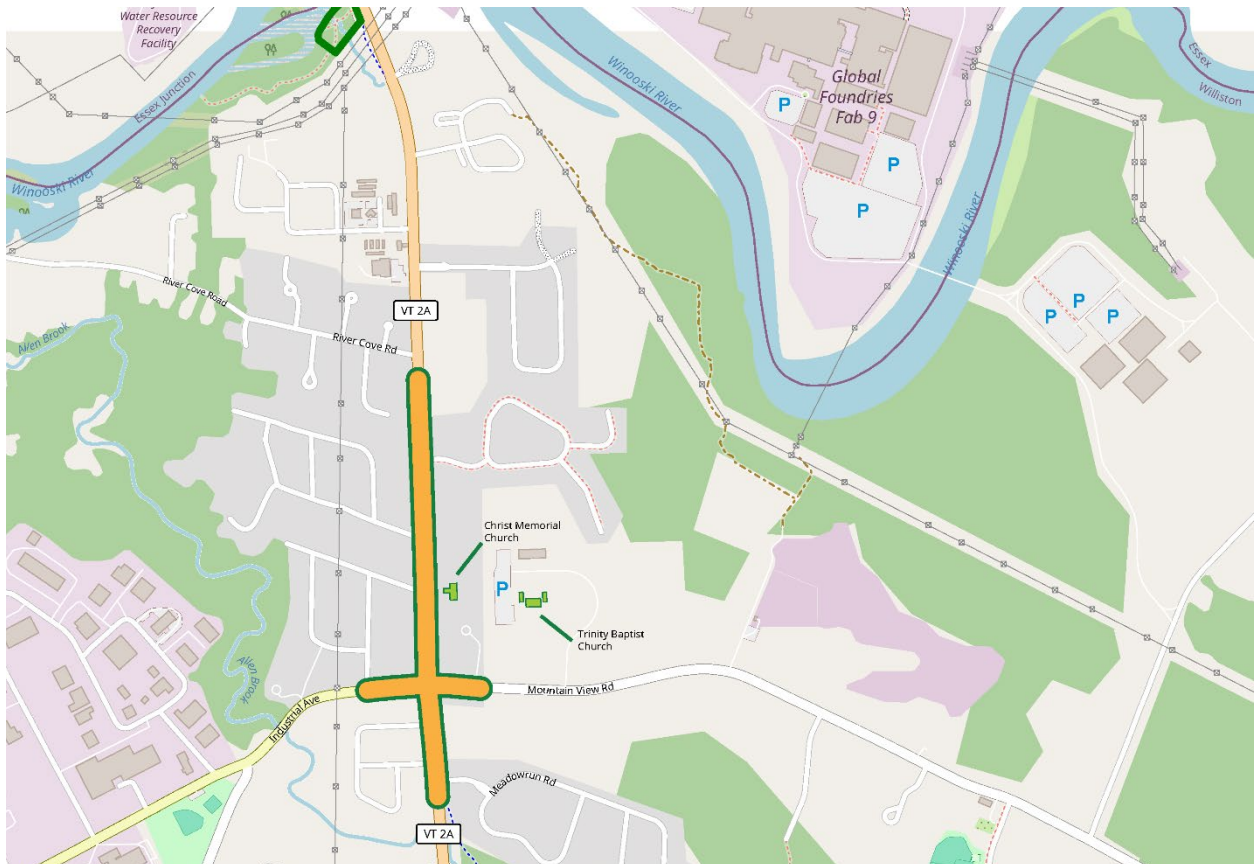 Water Resource
Recovery
Facility
Essex Junction
Winooski River
Winooski River
Global
Foundries
Fab 9
P
P
P
Essex
Williston
Winooski River
P
P
P
River Cove Road
VT 2A
River Cove Rd
Allen Brook
Christ Memorial
Church
P
Trinity Baptist
Church
Allen Brook
Industrial Ave
Mountain View Rd
Meadowrun Rd
VT 2A